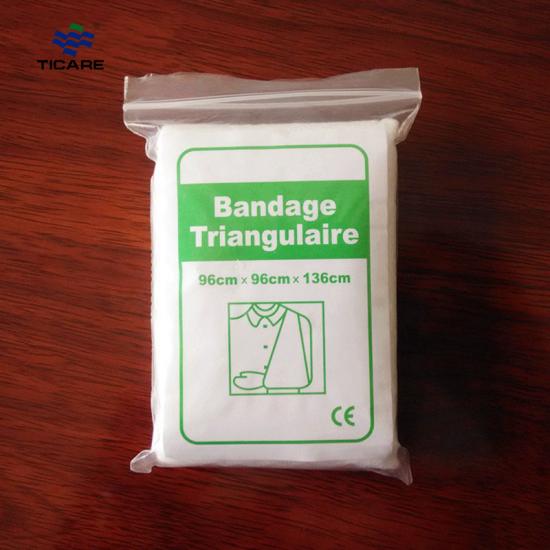 TICARE
Bandage
Triangulaire
96cm x 96cm x 136cm
CE